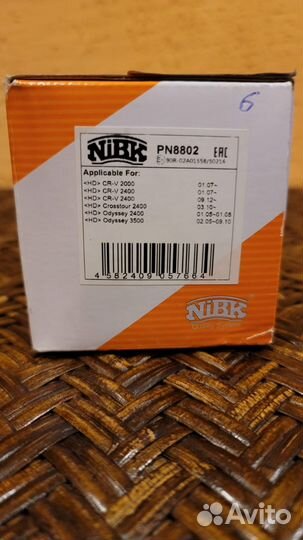 6
NiBK PN8802 EAC
E 90R-02A01558/50214
Applicable For:
<HD> CR-V 2000 01.07~
<HD> CR-V 2400 01.07~
<HD> CR-V 2400 09.12~
<HD> Crosstour 2400 03.10~
<HD> Odyssey 2400 01.05~01.08
<HD> Odyssey 3500 02.05~09.10
4 582409 057664
NiBK
Avito